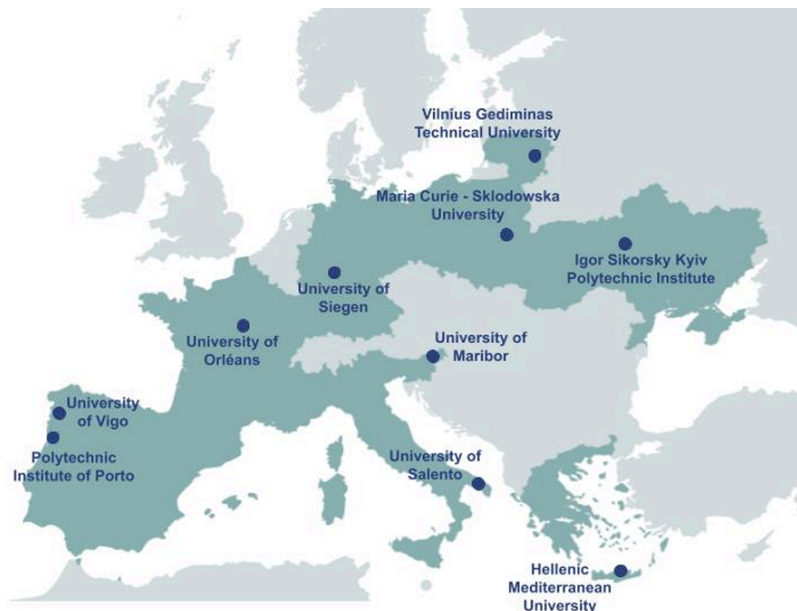 Vilnius Gediminas
Technical University
Maria Curie - Sklodowska
University
Igor Sikorsky Kyiv
Polytechnic Institute
University of
Siegen
University of
Orléans
University of
Maribor
University
of Vigo
Polytechnic
Institute of Porto
University of
Salento
Hellenic
Mediterranean
University